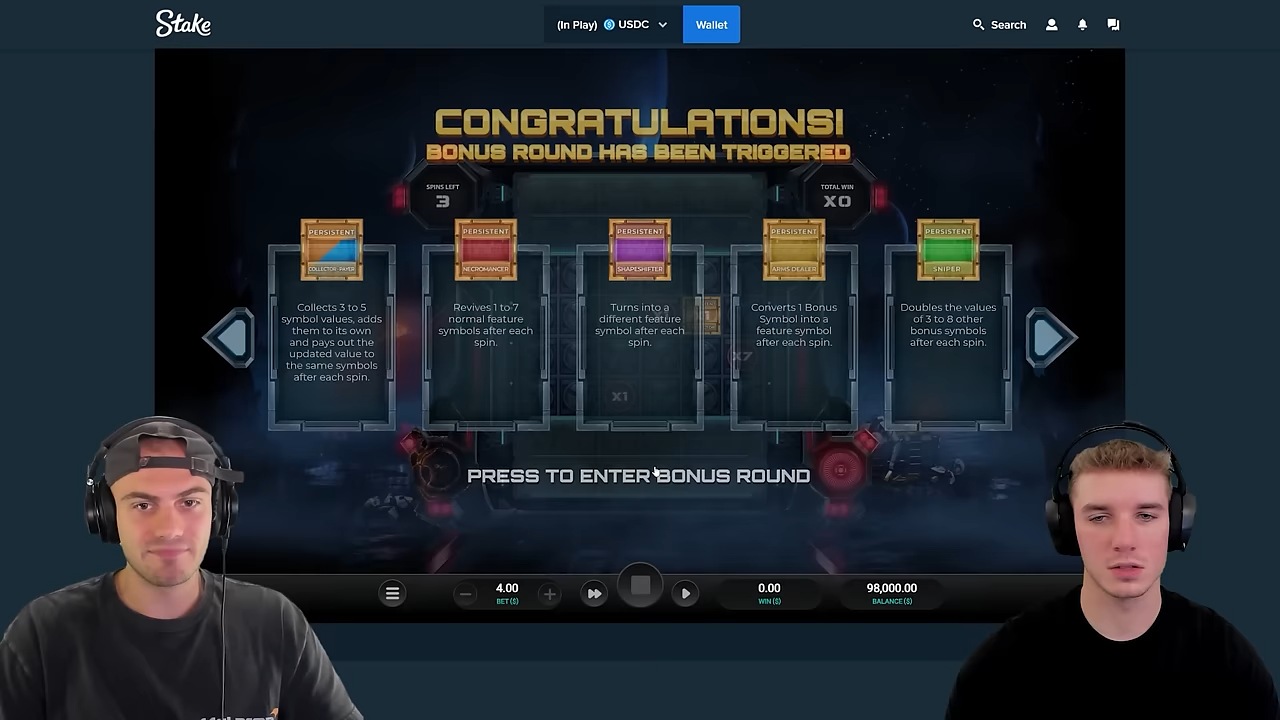 Stake
(In Play) USDC
Wallet
Search
CONGRATULATIONS!
BONUS ROUND HAS BEEN TRIGGERED
SPINS LEFT
3
TOTAL WIN
X0
PERSISTENT
COLLECTOR-PAYER
Collects 3 to 5
symbol values, adds
them to its own
and pays out the
updated value to
the same symbols
after each spin.
PERSISTENT
NECROMANCER
Revives 1 to 7
normal feature
symbols after each
spin.
PERSISTENT
SHAPESHIFTER
Turns into a
different feature
symbol after each
spin.
PERSISTENT
ARMS DEALER
Converts 1 Bonus
Symbol into a
feature symbol
after each spin.
PERSISTENT
SNIPER
Doubles the values
of 3 to 8 other
bonus symbols
after each spin.
X7
X1
PRESS TO ENTER BONUS ROUND
4.00
BET ($)
0.00
WIN ($)
98,000.00
BALANCE ($)